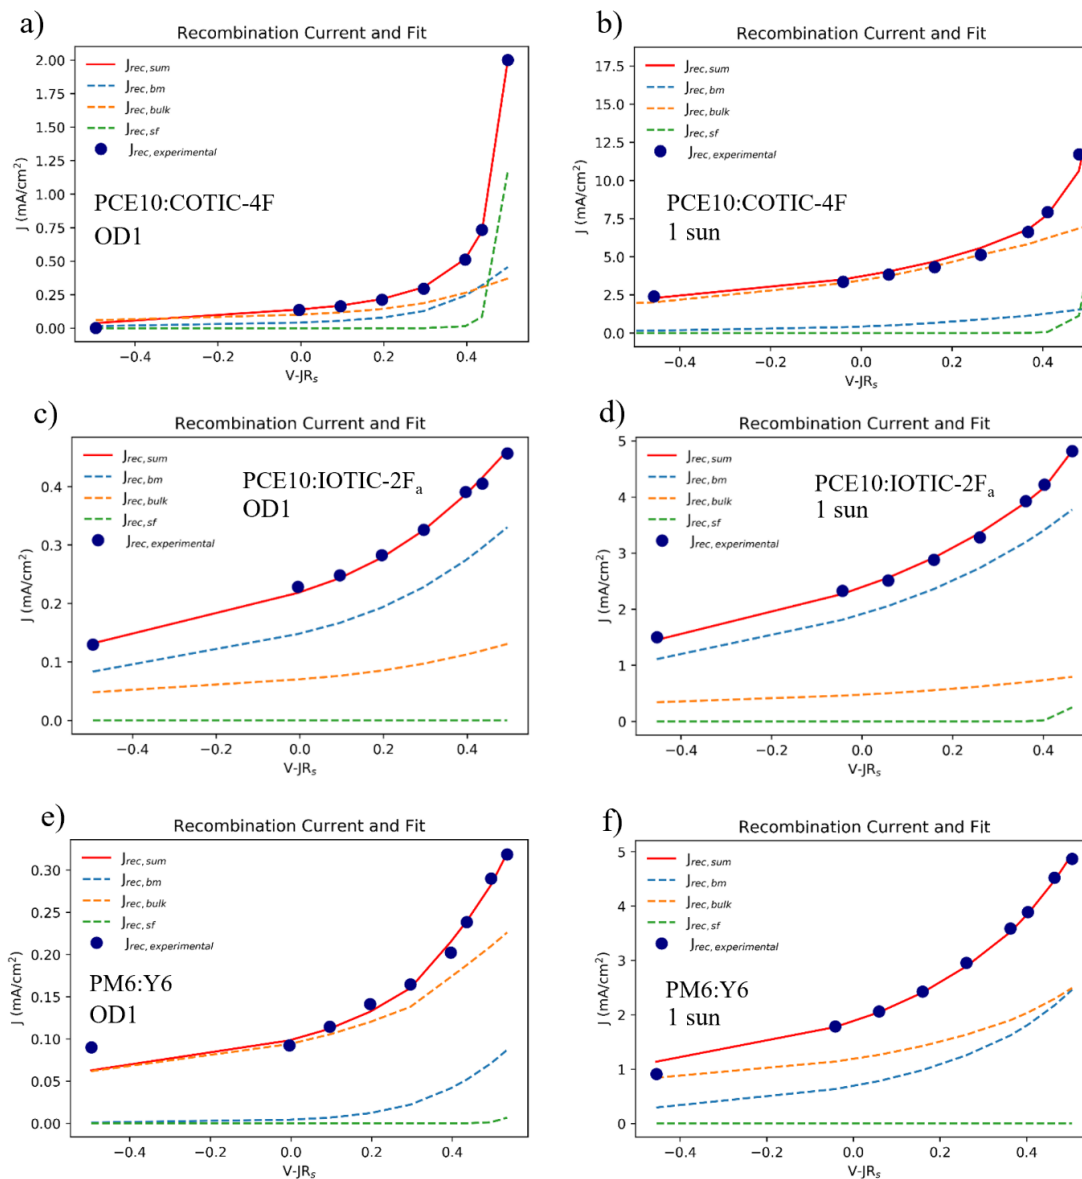 a)
Recombination Current and Fit
J (mA/cm²)
2.00
1.75
1.50
1.25
1.00
0.75
0.50
0.25
0.00
J_rec,sum
J_rec,bm
J_rec,bulk
J_rec,sf
J_rec,experimental
PCE10:COTIC-4F
OD1
−0.4 −0.2 0.0 0.2 0.4
V-JR_s
b)
Recombination Current and Fit
J (mA/cm²)
17.5
15.0
12.5
10.0
7.5
5.0
2.5
0.0
J_rec,sum
J_rec,bm
J_rec,bulk
J_rec,sf
J_rec,experimental
PCE10:COTIC-4F
1 sun
−0.4 −0.2 0.0 0.2 0.4
V-JR_s
c)
Recombination Current and Fit
J (mA/cm²)
0.4
0.3
0.2
0.1
0.0
J_rec,sum
J_rec,bm
J_rec,bulk
J_rec,sf
J_rec,experimental
PCE10:IOTIC-2F_a
OD1
−0.4 −0.2 0.0 0.2 0.4
V-JR_s
d)
Recombination Current and Fit
J (mA/cm²)
5
4
3
2
1
0
J_rec,sum
J_rec,bm
J_rec,bulk
J_rec,sf
J_rec,experimental
PCE10:IOTIC-2F_a
1 sun
−0.4 −0.2 0.0 0.2 0.4
V-JR_s
e)
Recombination Current and Fit
J (mA/cm²)
0.30
0.25
0.20
0.15
0.10
0.05
0.00
J_rec,sum
J_rec,bm
J_rec,bulk
J_rec,sf
J_rec,experimental
PM6:Y6
OD1
−0.4 −0.2 0.0 0.2 0.4
V-JR_s
f)
Recombination Current and Fit
J (mA/cm²)
5
4
3
2
1
0
J_rec,sum
J_rec,bm
J_rec,bulk
J_rec,sf
J_rec,experimental
PM6:Y6
1 sun
−0.4 −0.2 0.0 0.2 0.4
V-JR_s